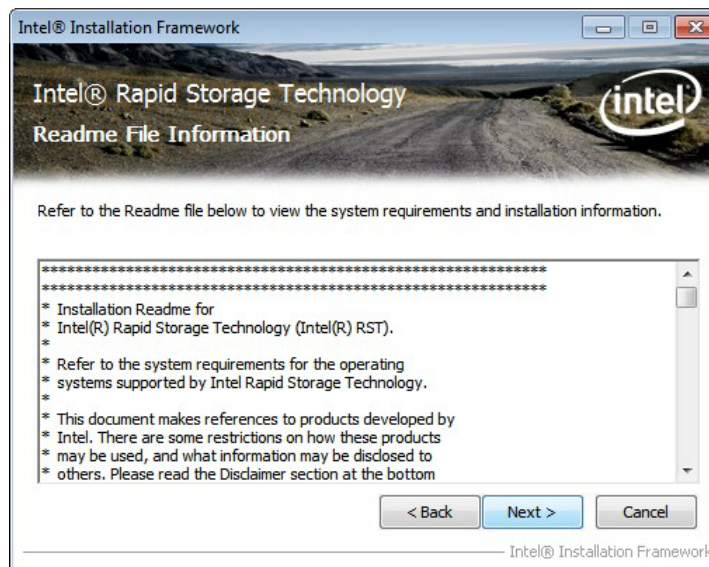 Intel® Installation Framework
Intel® Rapid Storage Technology
Readme File Information
intel
Refer to the Readme file below to view the system requirements and installation information.
************************************************************
************************************************************
* Installation Readme for
* Intel(R) Rapid Storage Technology (Intel(R) RST).
*
* Refer to the system requirements for the operating
* systems supported by Intel Rapid Storage Technology.
*
* This document makes references to products developed by
* Intel. There are some restrictions on how these products
* may be used, and what information may be disclosed to
* others. Please read the Disclaimer section at the bottom
< Back
Next >
Cancel
Intel® Installation Framework